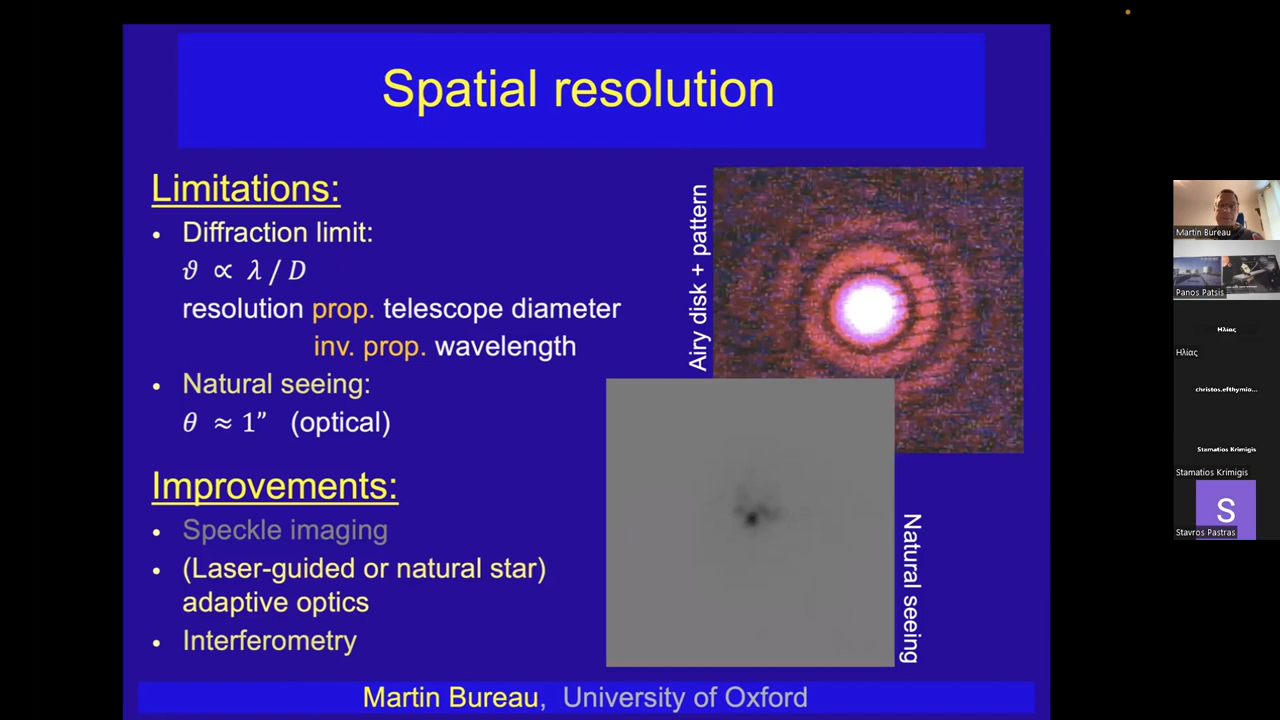 Spatial resolution
Limitations:
• Diffraction limit:
ϑ ∝ λ / D
resolution prop. telescope diameter
inv. prop. wavelength
• Natural seeing:
θ ≈ 1” (optical)
Improvements:
• Speckle imaging
• (Laser-guided or natural star)
adaptive optics
• Interferometry
Airy disk + pattern
Natural seeing
Martin Bureau, University of Oxford
Martin Bureau
Panos Patsis
Ηλίας
Ηλίας
christos.efthymio...
Stamatios Krimigis
Stamatios Krimigis
S
Stavros Pastras